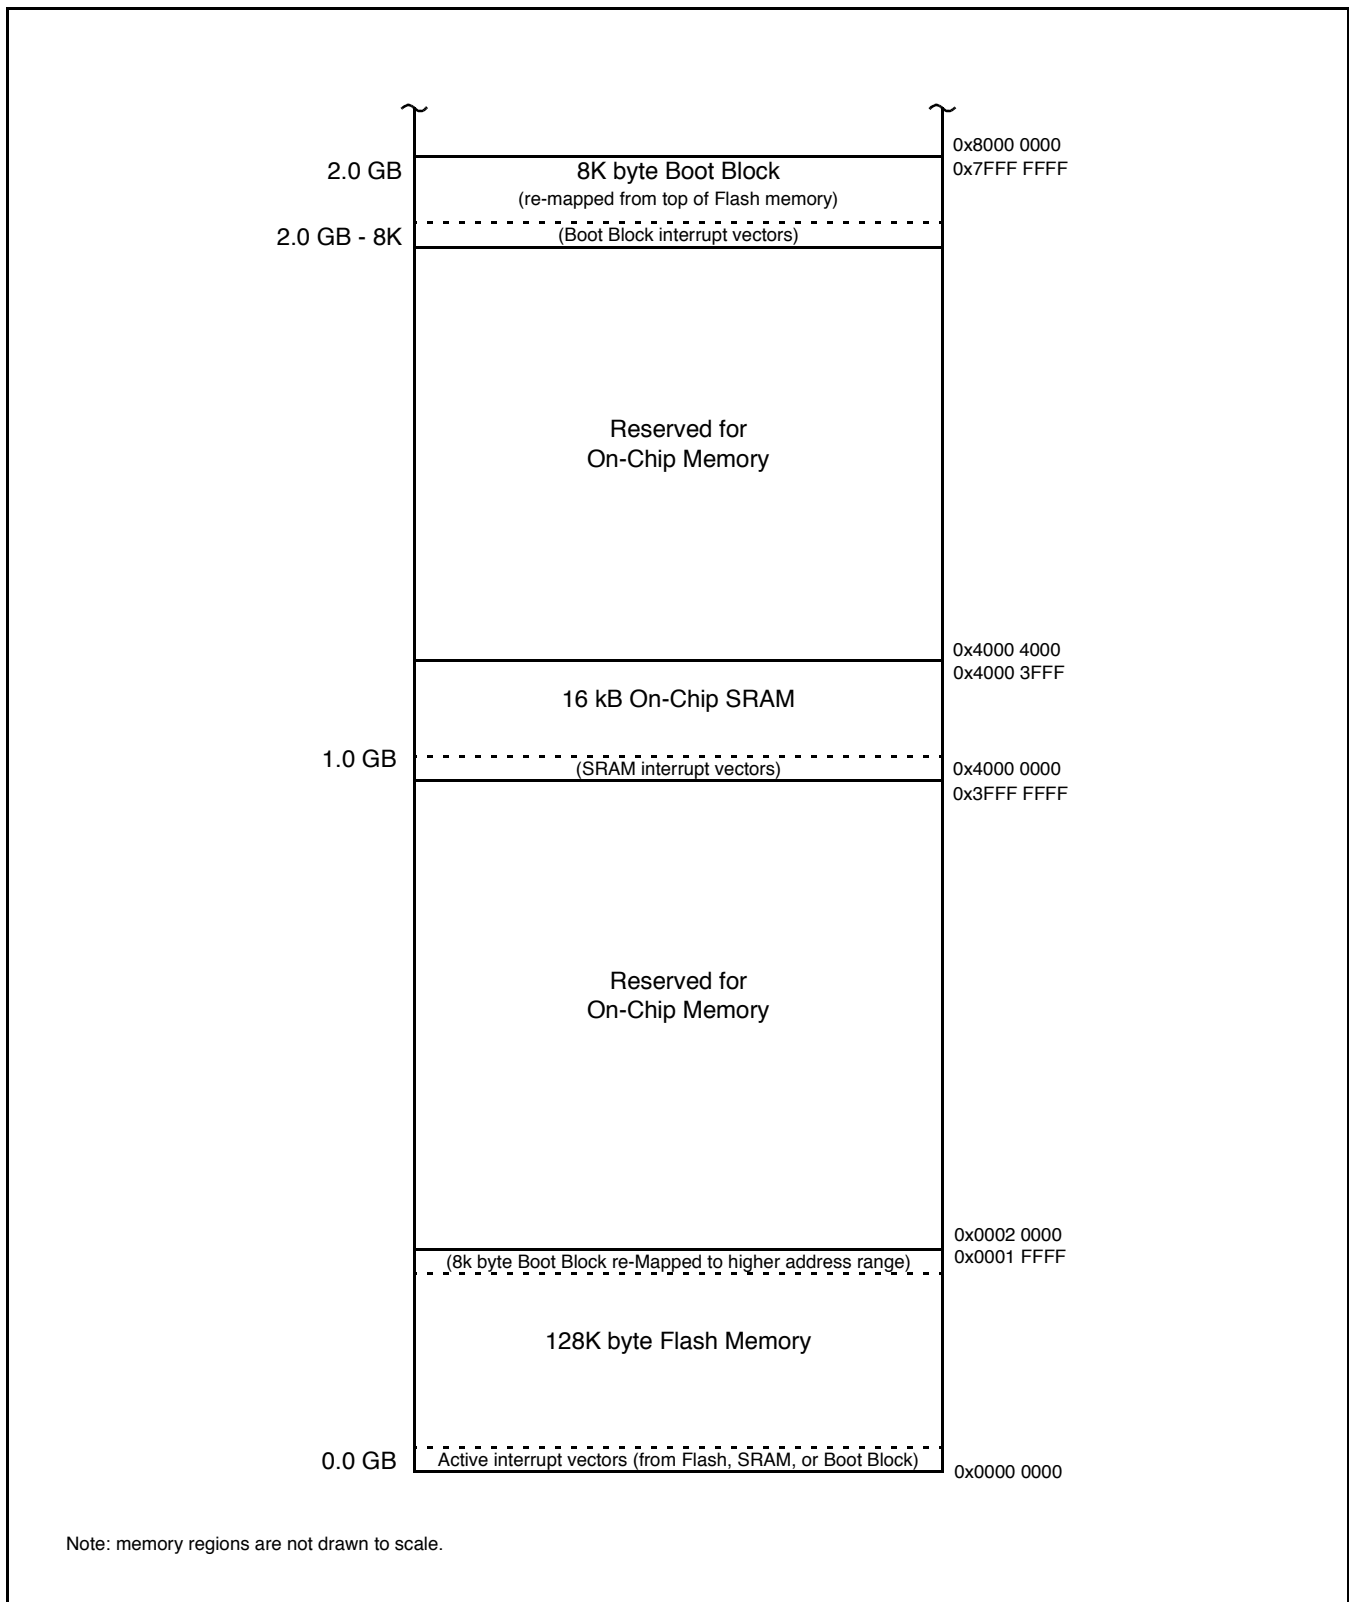 0x8000 0000
2.0 GB
8K byte Boot Block
0x7FFF FFFF
(re-mapped from top of Flash memory)
2.0 GB - 8K
(Boot Block interrupt vectors)
Reserved for
On-Chip Memory
0x4000 4000
0x4000 3FFF
16 kB On-Chip SRAM
1.0 GB
(SRAM interrupt vectors)
0x4000 0000
0x3FFF FFFF
Reserved for
On-Chip Memory
0x0002 0000
(8k byte Boot Block re-Mapped to higher address range)
0x0001 FFFF
128K byte Flash Memory
0.0 GB
Active interrupt vectors (from Flash, SRAM, or Boot Block)
0x0000 0000
Note: memory regions are not drawn to scale.